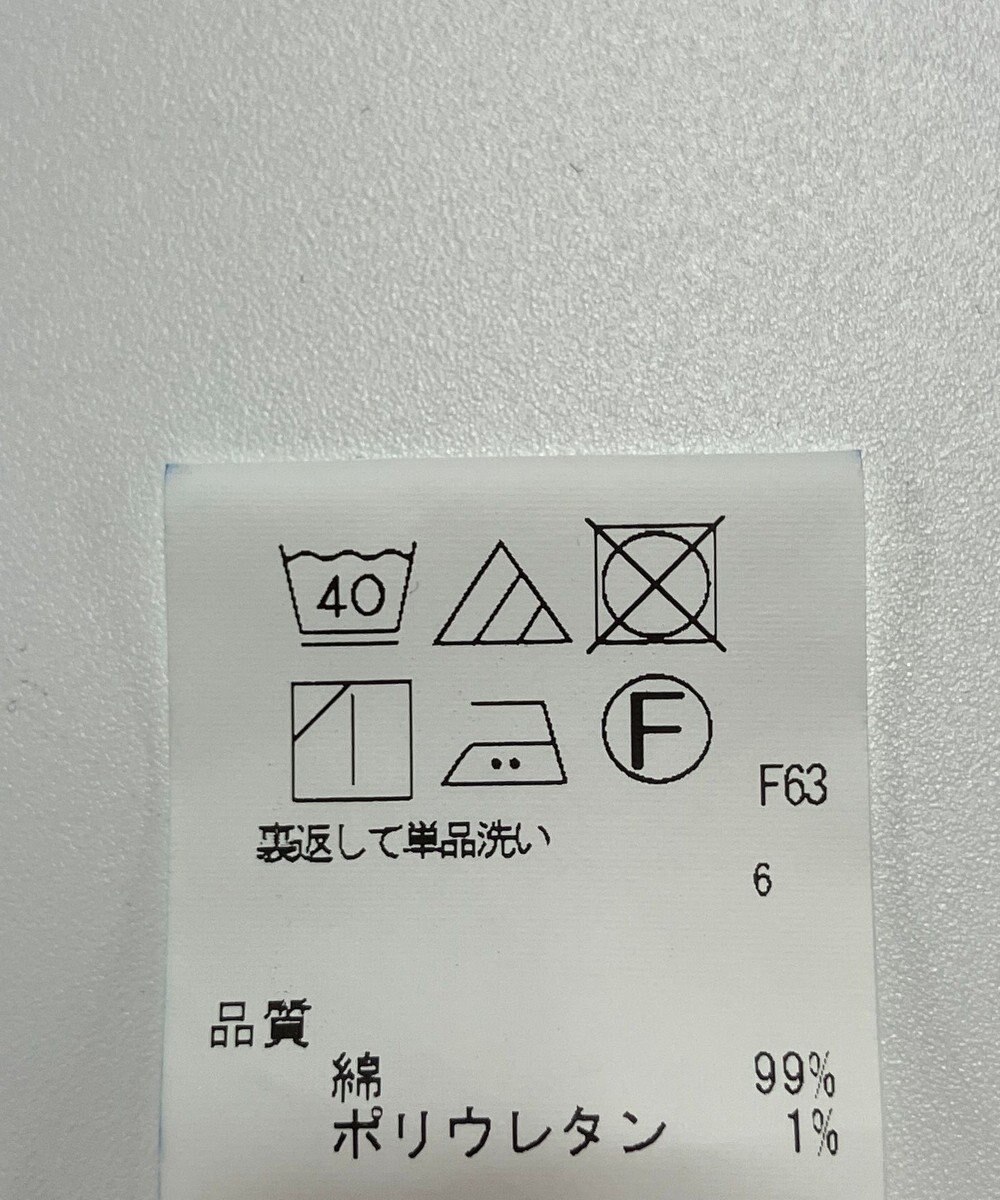 40
F
F63
裏返して単品洗い
6
品質
綿 99%
ポリウレタン 1%